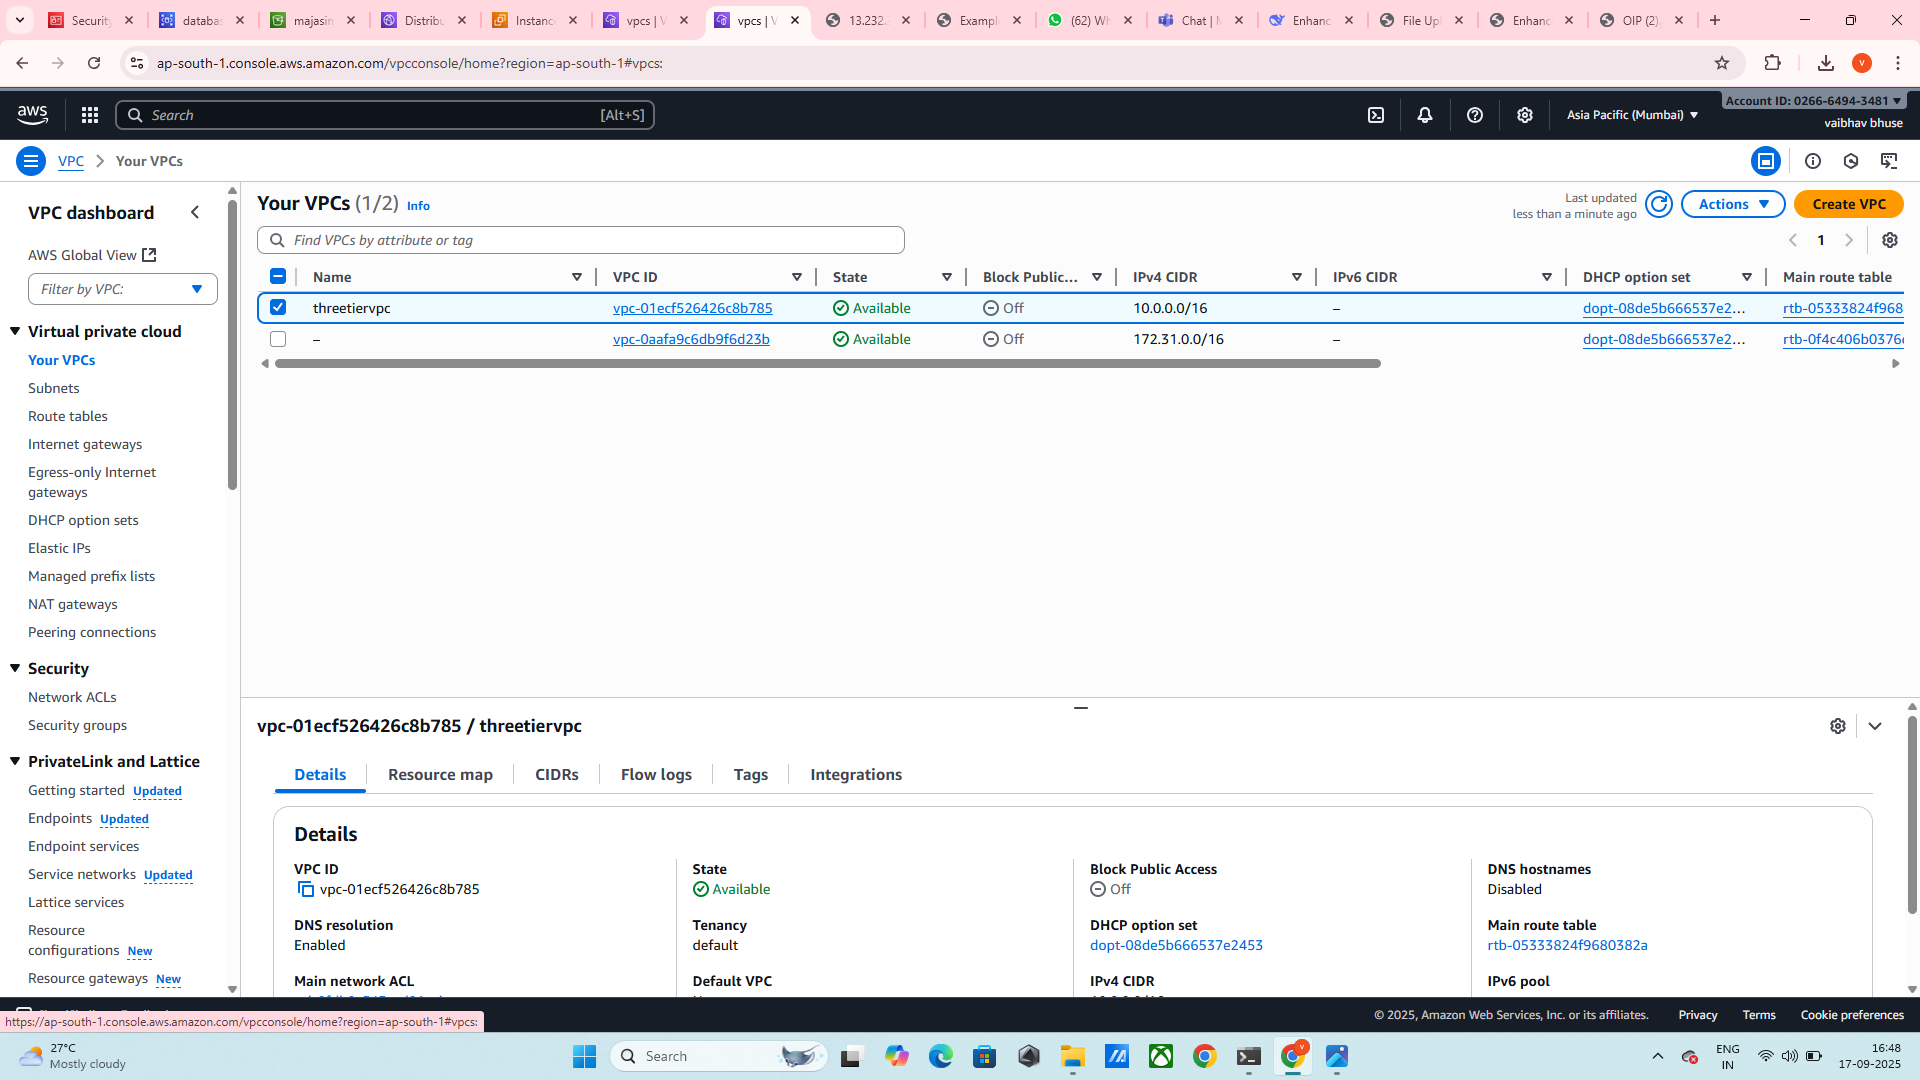 Security
databas
majasin
Distribu
Instance
vpcs | V
vpcs | V
13.232.
Example
(62) Wh
Chat | M
Enhanc
File Upl
Enhanc
OIP (2)
ap-south-1.console.aws.amazon.com/vpcconsole/home?region=ap-south-1#vpcs:
V
aws
Search
[Alt+S]
Asia Pacific (Mumbai)
Account ID: 0266-6494-3481
vaibhav bhuse
VPC
Your VPCs
VPC dashboard
AWS Global View
Filter by VPC:
Virtual private cloud
Your VPCs
Subnets
Route tables
Internet gateways
Egress-only Internet
gateways
DHCP option sets
Elastic IPs
Managed prefix lists
NAT gateways
Peering connections
Security
Network ACLs
Security groups
PrivateLink and Lattice
Getting started Updated
Endpoints Updated
Endpoint services
Service networks Updated
Lattice services
Resource
configurations New
Resource gateways New
Your VPCs (1/2) Info
Last updated
less than a minute ago
Actions
Create VPC
Find VPCs by attribute or tag
1
Name VPC ID State Block Public... IPv4 CIDR IPv6 CIDR DHCP option set Main route table
threetiervpc vpc-01ecf526426c8b785 Available Off 10.0.0.0/16 – dopt-08de5b666537e2... rtb-05333824f968
– vpc-0aafa9c6db9f6d23b Available Off 172.31.0.0/16 – dopt-08de5b666537e2... rtb-0f4c406b0376
vpc-01ecf526426c8b785 / threetiervpc
Details Resource map CIDRs Flow logs Tags Integrations
Details
VPC ID
vpc-01ecf526426c8b785
State
Available
Block Public Access
Off
DNS hostnames
Disabled
DNS resolution
Enabled
Tenancy
default
DHCP option set
dopt-08de5b666537e2453
Main route table
rtb-05333824f9680382a
Main network ACL
Default VPC
IPv4 CIDR
IPv6 pool
https://ap-south-1.console.aws.amazon.com/vpcconsole/home?region=ap-south-1#vpcs:
© 2025, Amazon Web Services, Inc. or its affiliates.
Privacy
Terms
Cookie preferences
27°C
Mostly cloudy
Search
ENG
IN
16:48
17-09-2025